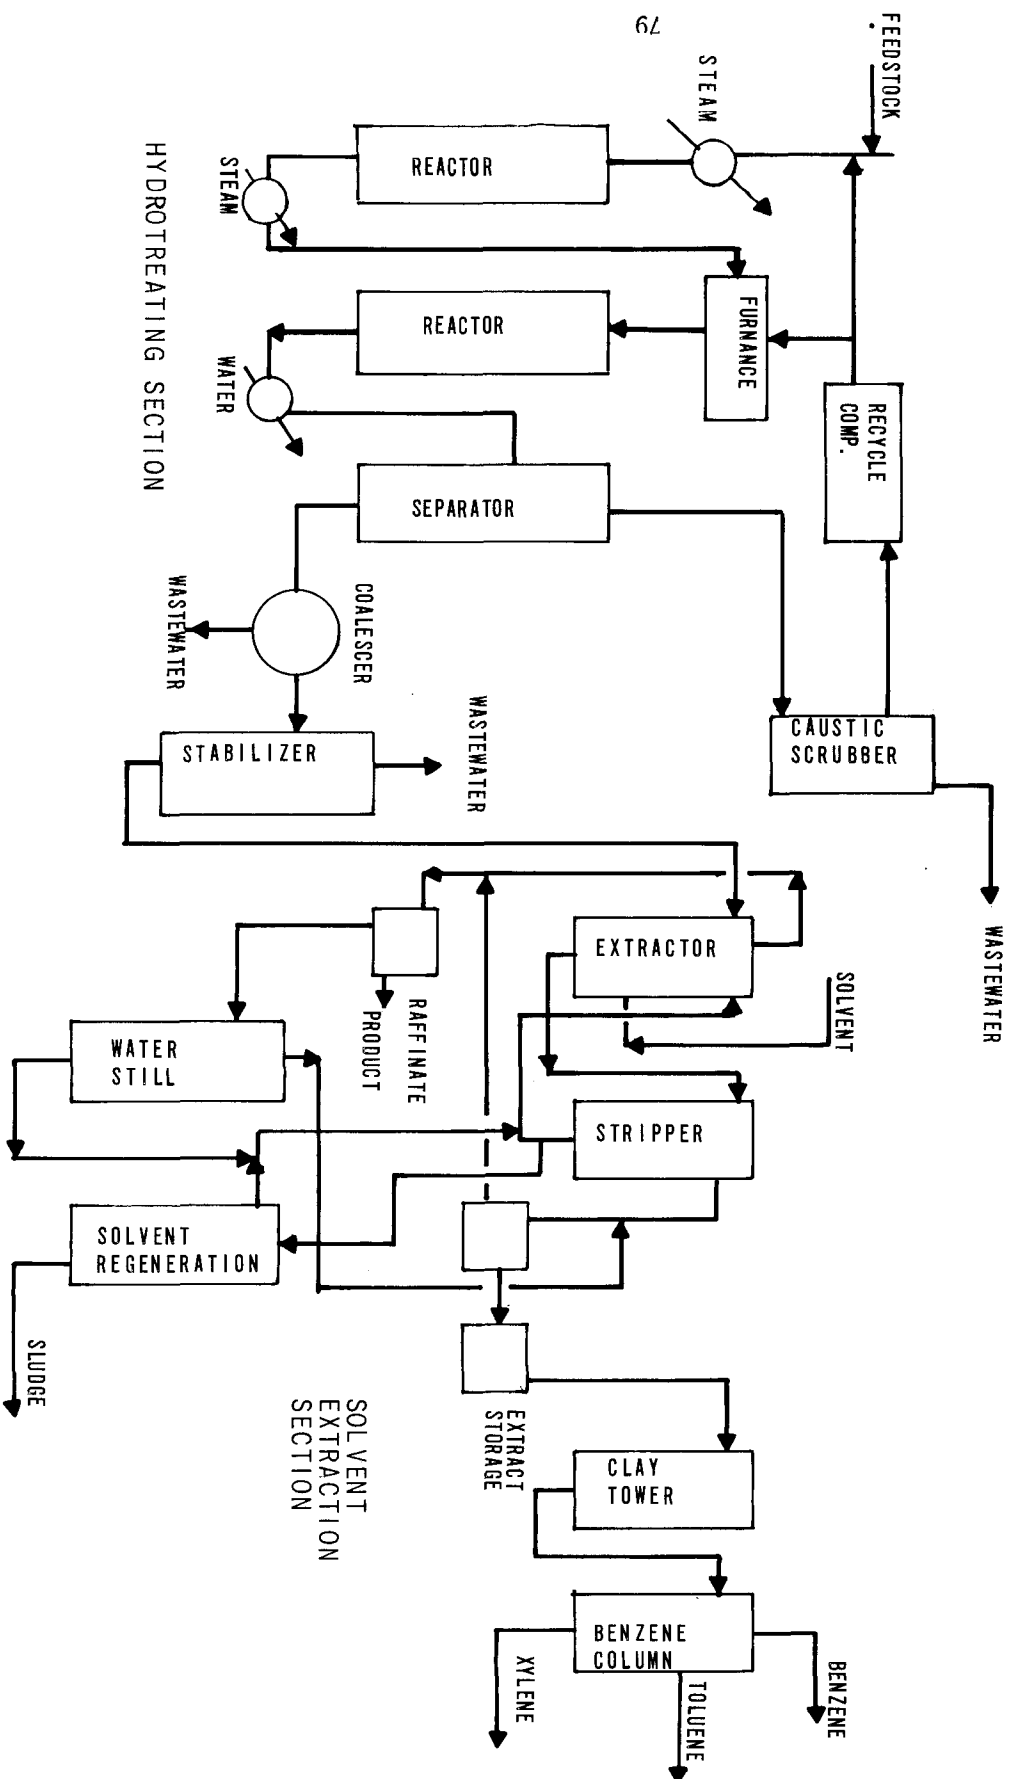 79
FEEDSTOCK
STEAM
REACTOR
STEAM
FURNANCE
REACTOR
WATER
RECYCLE
COMP.
SEPARATOR
HYDROTREATING SECTION
COALESCER
WASTEWATER
STABILIZER
WASTEWATER
CAUSTIC
SCRUBBER
WASTEWATER
EXTRACTOR
SOLVENT
RAFFINATE
PRODUCT
WATER
STILL
STRIPPER
SOLVENT
REGENERATION
SLUDGE
EXTRACT
STORAGE
SOLVENT
EXTRACTION
SECTION
CLAY
TOWER
BENZENE
COLUMN
BENZENE
TOLUENE
XYLENE